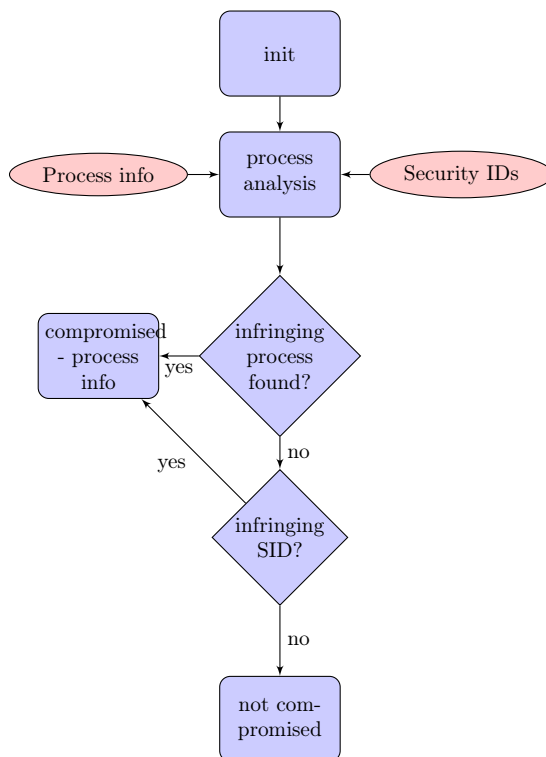 init
process
analysis
Process info
Security IDs
infringing
process
found?
compromised
- process
info
yes
no
yes
infringing
SID?
no
not com-
promised